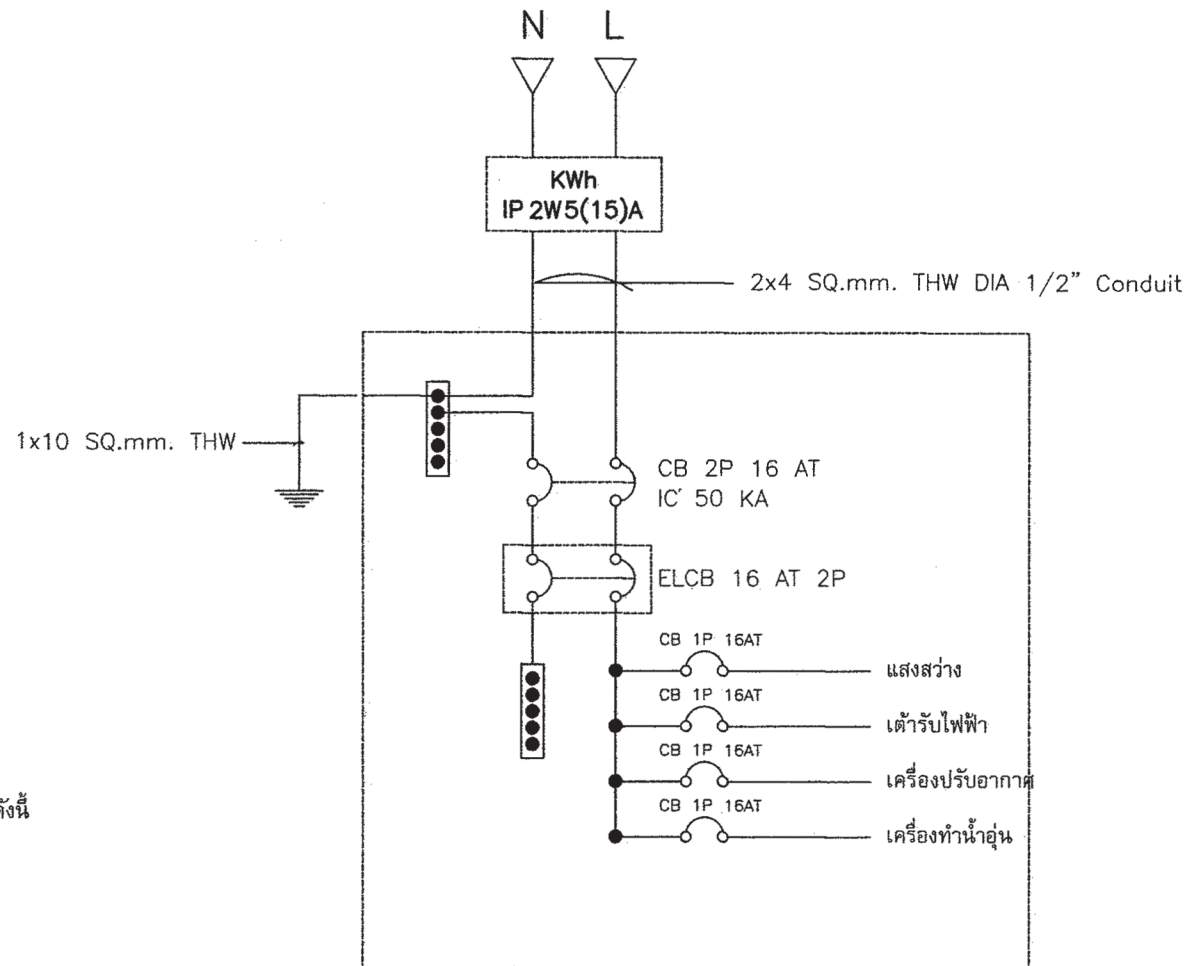 N L
KWh
IP 2W5(15)A
2x4 SQ.mm. THW DIA 1/2" Conduit
1x10 SQ.mm. THW
CB 2P 16 AT
IC' 50 KA
ELCB 16 AT 2P
CB 1P 16AT
แสงสว่าง
CB 1P 16AT
เต้ารับไฟฟ้า
CB 1P 16AT
เครื่องปรับอากาศ
CB 1P 16AT
เครื่องทำน้ำอุ่น
ดังนี้